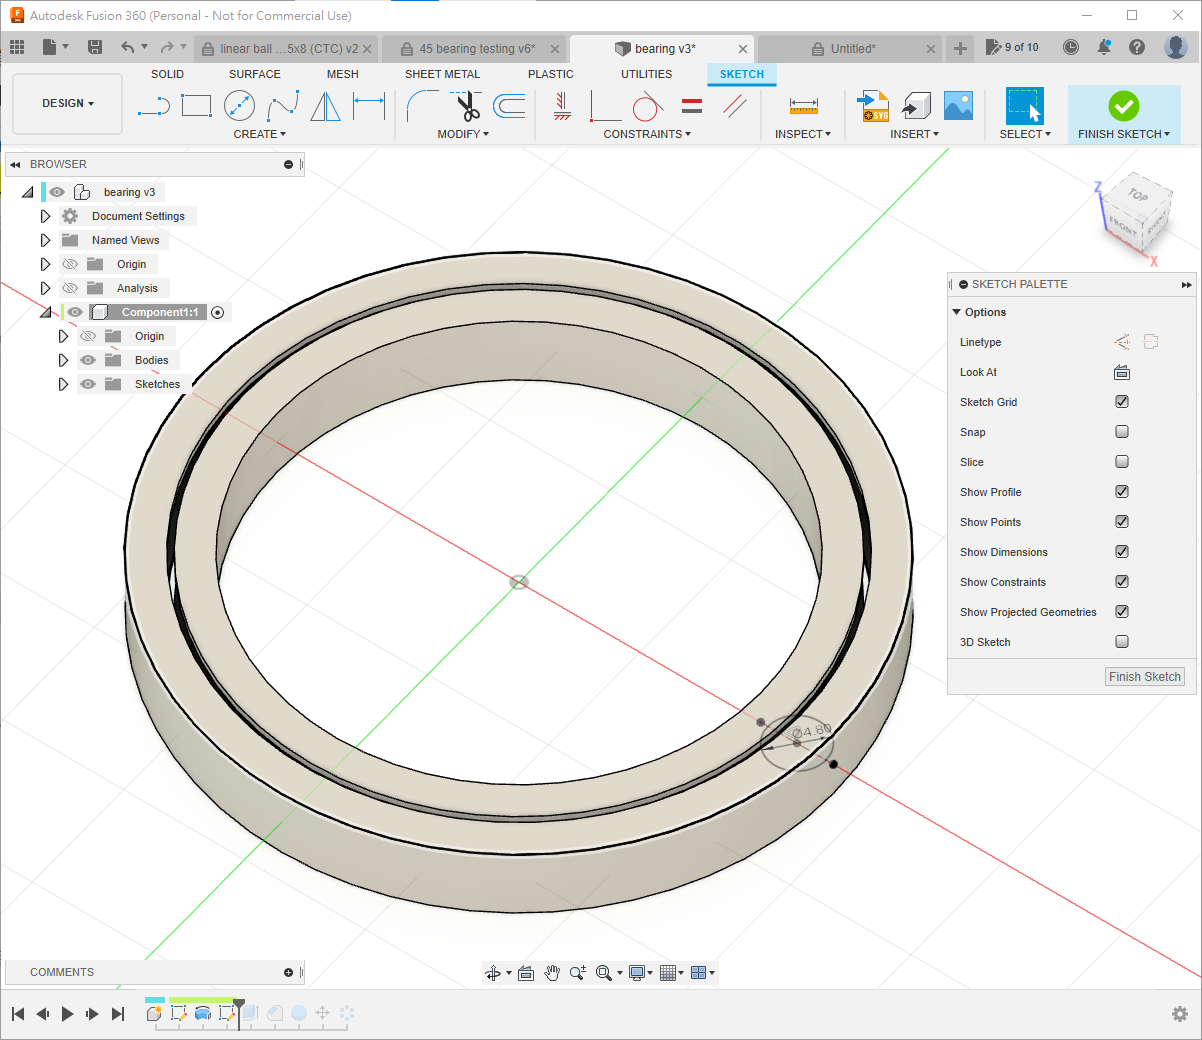 Autodesk Fusion 360 (Personal - Not for Commercial Use)
linear ball ...5x8 (CTC) v2
45 bearing testing v6*
bearing v3*
Untitled*
9 of 10
SOLID
SURFACE
MESH
SHEET METAL
PLASTIC
UTILITIES
SKETCH
DESIGN
CREATE
MODIFY
CONSTRAINTS
INSPECT
INSERT
SELECT
FINISH SKETCH
SVG
BROWSER
bearing v3
Document Settings
Named Views
Origin
Analysis
Component1:1
Origin
Bodies
Sketches
Z
TOP
FRONT
RIGHT
X
SKETCH PALETTE
Options
Linetype
Look At
Sketch Grid
Snap
Slice
Show Profile
Show Points
Show Dimensions
Show Constraints
Show Projected Geometries
3D Sketch
Finish Sketch
Ø4.80
COMMENTS